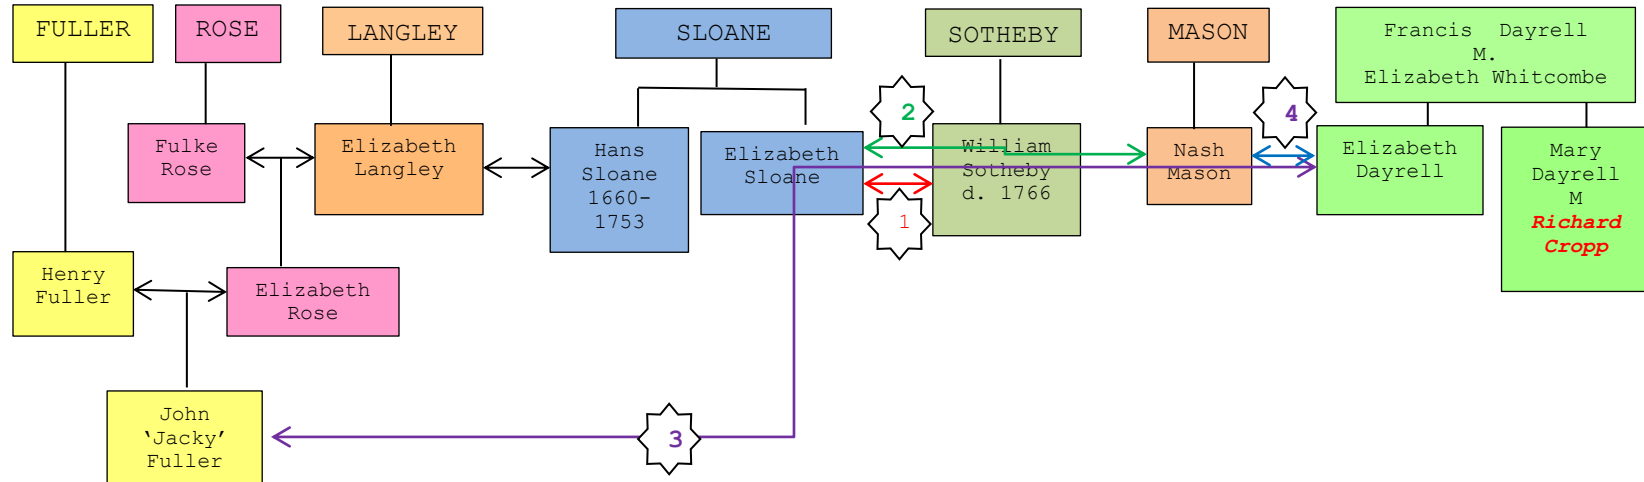 FULLER
ROSE
LANGLEY
SLOANE
SOTHEBY
MASON
Francis Dayrell
M.
Elizabeth Whitcombe
Fulke
Rose
Elizabeth
Langley
Hans
Sloane
1660-
1753
Elizabeth
Sloane
2
1
William
Sotheby
d. 1766
Nash
Mason
4
Elizabeth
Dayrell
Mary
Dayrell
M
Richard
Cropp
Henry
Fuller
Elizabeth
Rose
John
‘Jacky’
Fuller
3